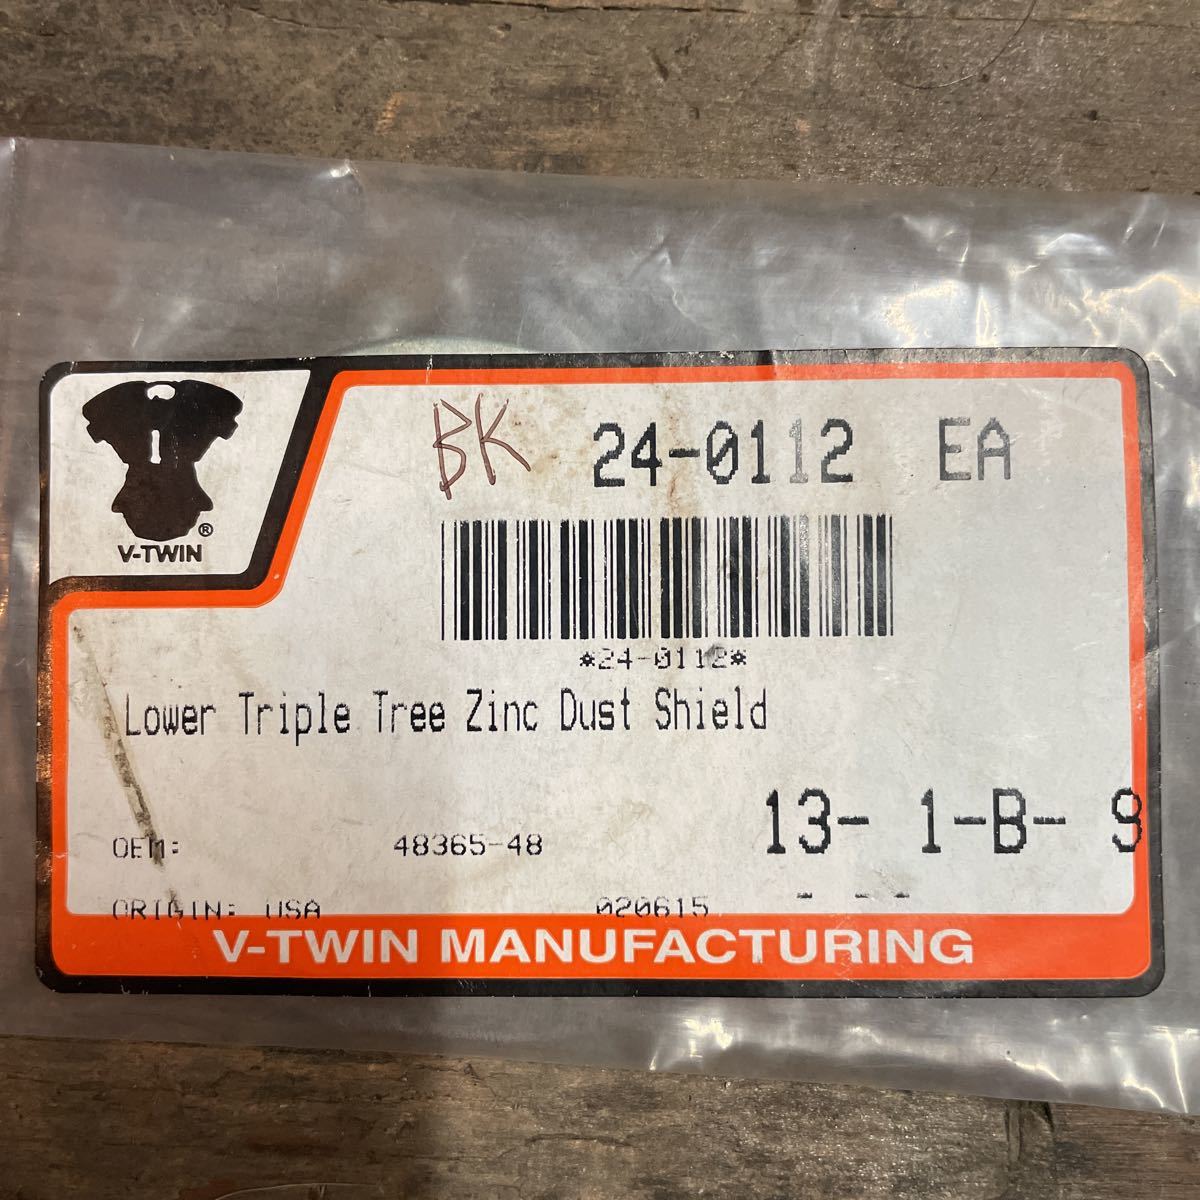 BK 24-0112 EA
®
V-TWIN
*24-0112*
Lower Triple Tree Zinc Dust Shield
13- 1-B- 9
OEM: 48365-48
ORIGIN: USA 020615 - - -
V-TWIN MANUFACTURING